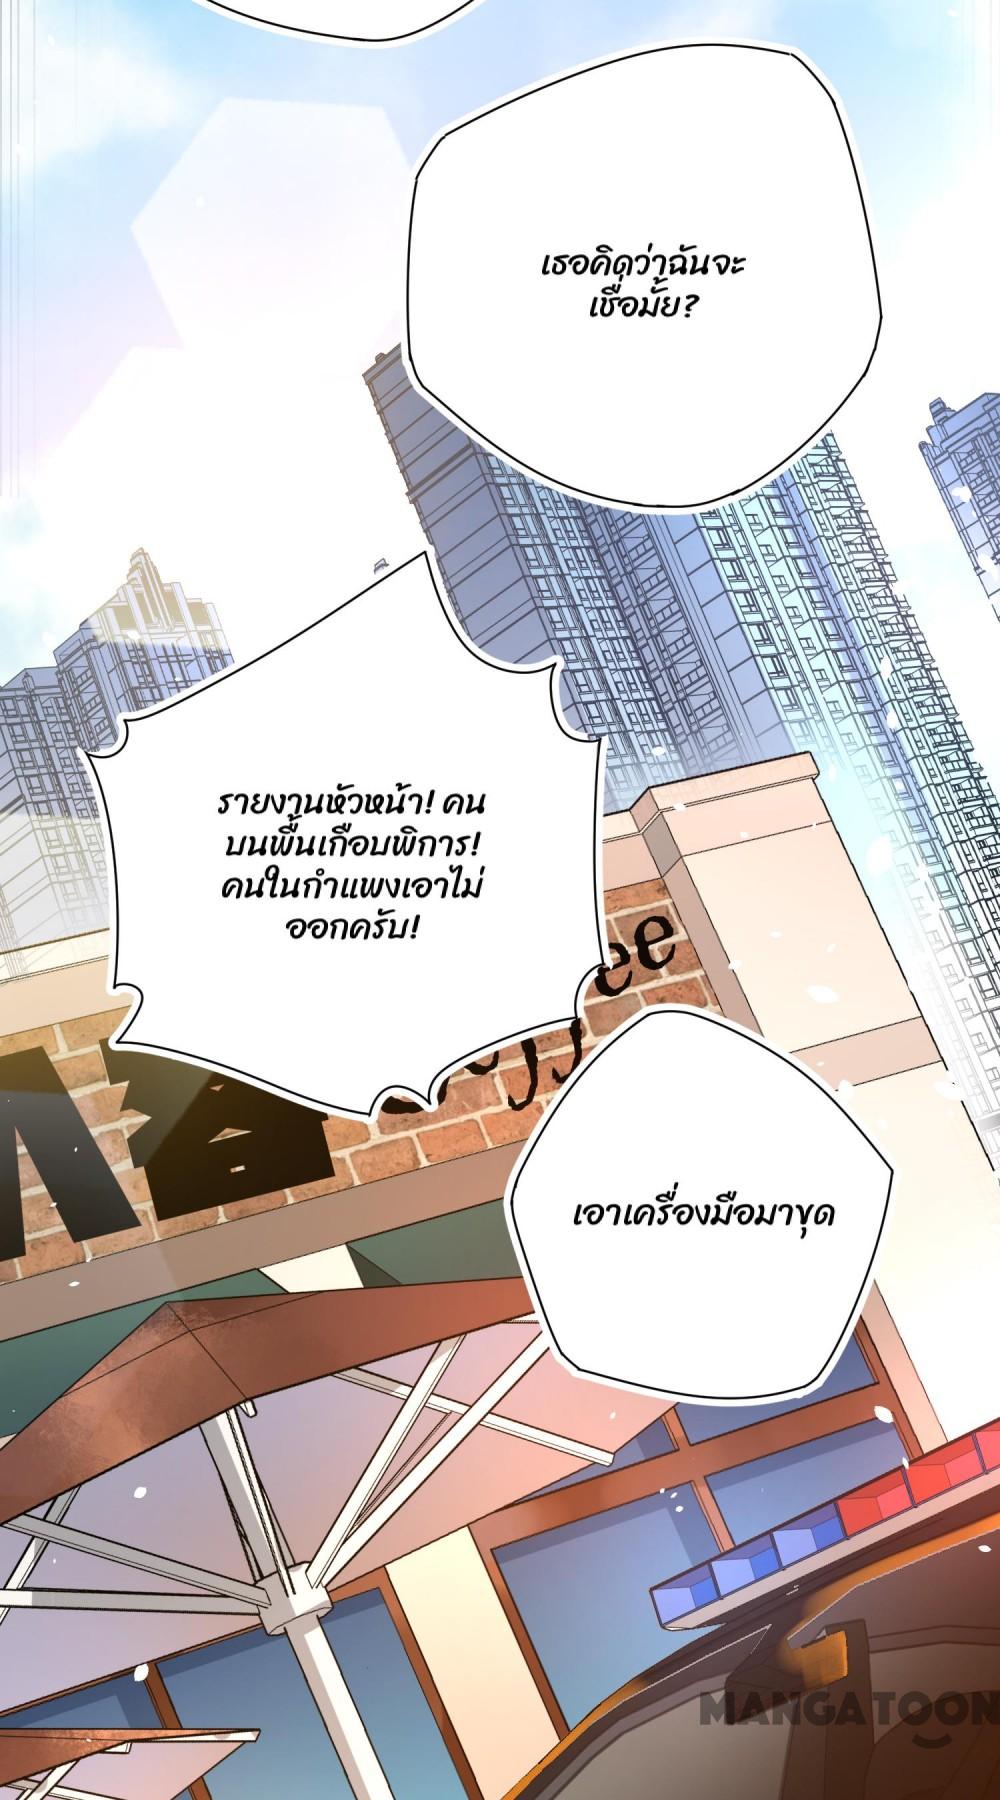 เธอคิดว่าฉันจะ
เชื่อมั้ย?
รายงานหัวหน้า! คน
บนพื้นเกือบพิการ!
คนในกำแพงเอาไม่
ออกครับ!
เอาเครื่องมือมาขุด
MANGATOON